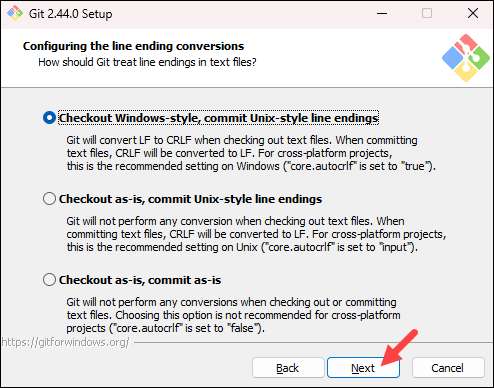 Git 2.44.0 Setup
Configuring the line ending conversions
How should Git treat line endings in text files?
Checkout Windows-style, commit Unix-style line endings
Git will convert LF to CRLF when checking out text files. When committing
text files, CRLF will be converted to LF. For cross-platform projects,
this is the recommended setting on Windows ("core.autocrlf" is set to "true").
Checkout as-is, commit Unix-style line endings
Git will not perform any conversion when checking out text files. When
committing text files, CRLF will be converted to LF. For cross-platform projects,
this is the recommended setting on Unix ("core.autocrlf" is set to "input").
Checkout as-is, commit as-is
Git will not perform any conversions when checking out or committing
text files. Choosing this option is not recommended for cross-platform
projects ("core.autocrlf" is set to "false").
https://gitforwindows.org/
Back Next Cancel